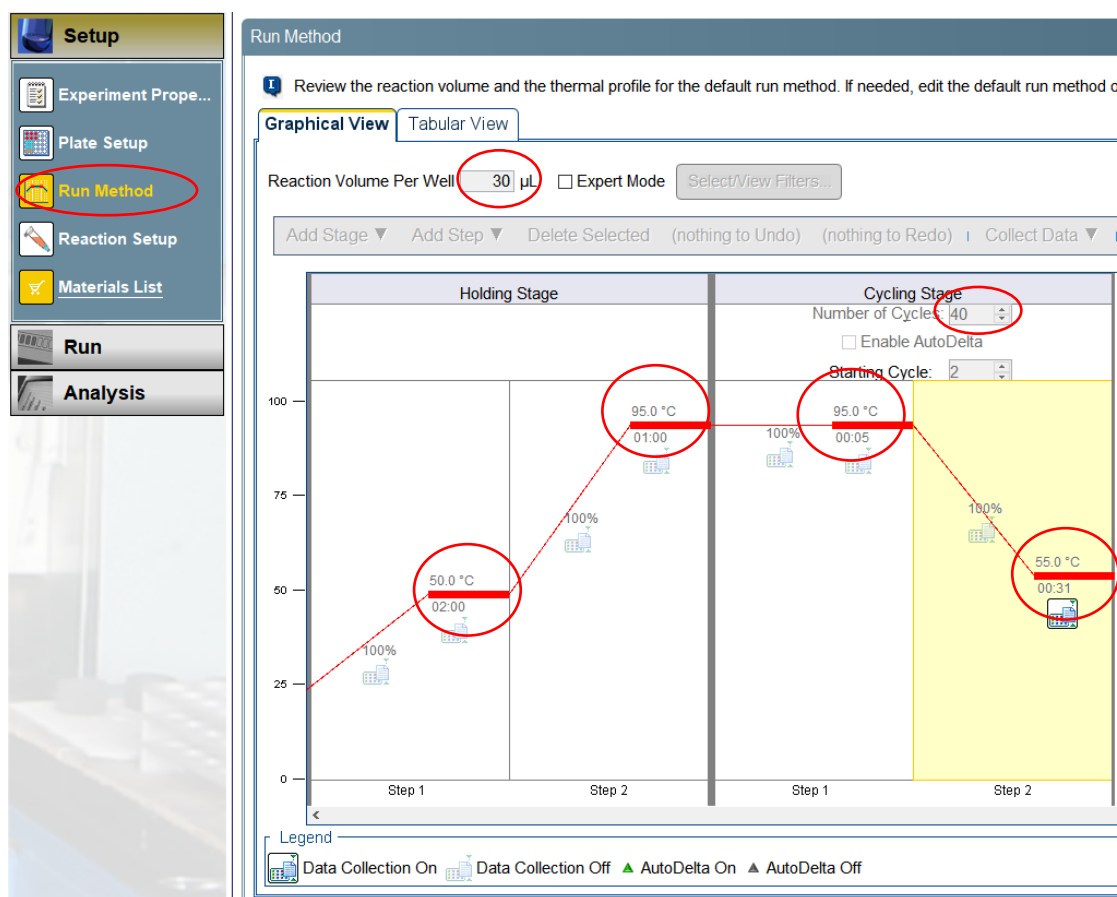 Setup
Experiment Prope...
Plate Setup
Run Method
Reaction Setup
Materials List
Run
Analysis
Run Method
Review the reaction volume and the thermal profile for the default run method. If needed, edit the default run method o
Graphical View Tabular View
Reaction Volume Per Well 30 µL Expert Mode Select/View Filters...
Add Stage ▼ Add Step ▼ Delete Selected (nothing to Undo) (nothing to Redo) Collect Data ▼
Holding Stage Cycling Stage
Number of Cycles: 40
Enable AutoDelta
Starting Cycle: 2
100
75
50
25
0
100%
50.0 °C
02:00
100%
95.0 °C
01:00
100%
95.0 °C
00:05
100%
55.0 °C
00:31
Step 1 Step 2 Step 1 Step 2
Legend
Data Collection On Data Collection Off ▲ AutoDelta On ▲ AutoDelta Off